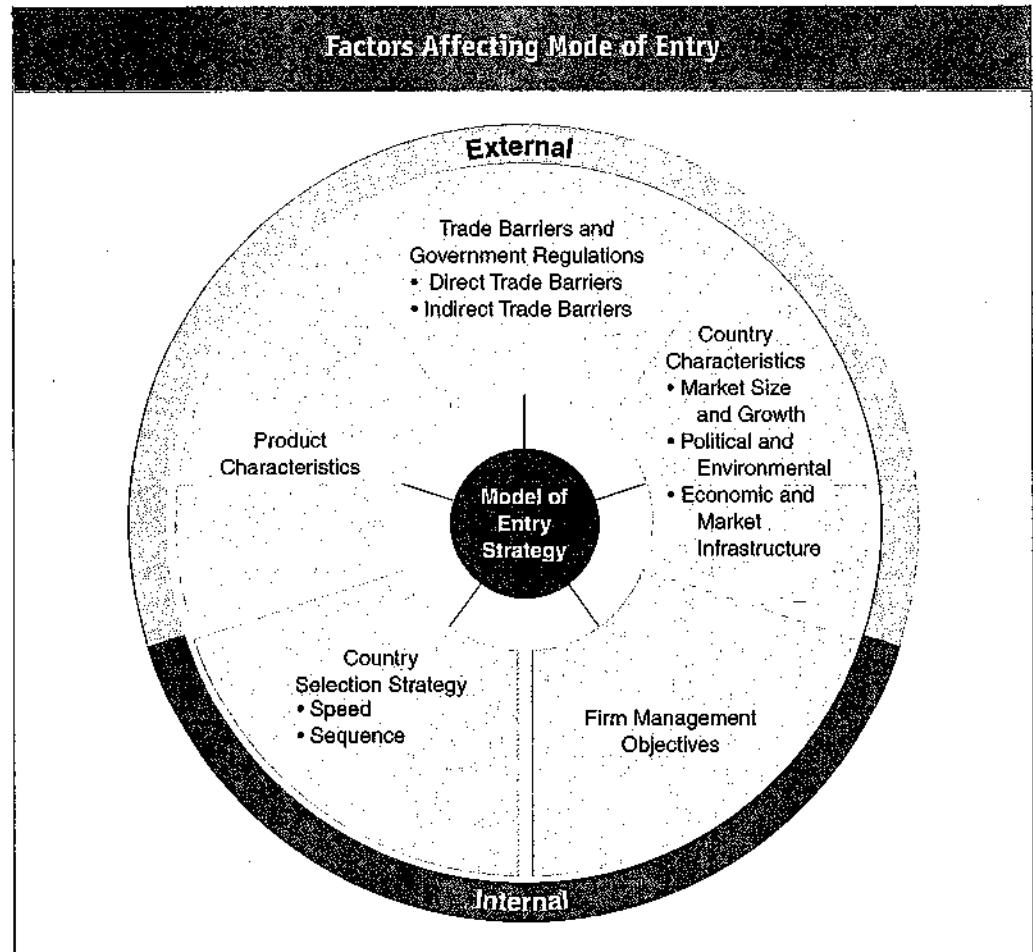 Factors Affecting Mode of Entry
External
Trade Barriers and
Government Regulations
• Direct Trade Barriers
• Indirect Trade Barriers
Country
Characteristics
• Market Size
and Growth
• Political and
Environmental
• Economic and
Market
Infrastructure
Product
Characteristics
Model of
Entry
Strategy
Country
Selection Strategy
• Speed
• Sequence
Firm Management
Objectives
Internal